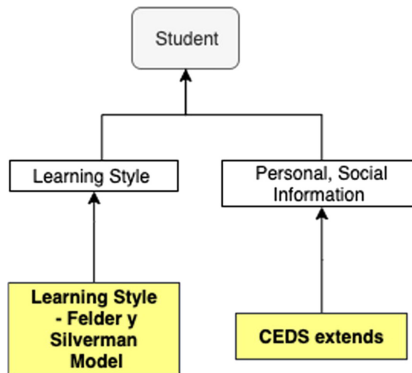 Student
Learning Style
Personal, Social
Information
Learning Style
- Felder y
Silverman
Model
CEDS extends